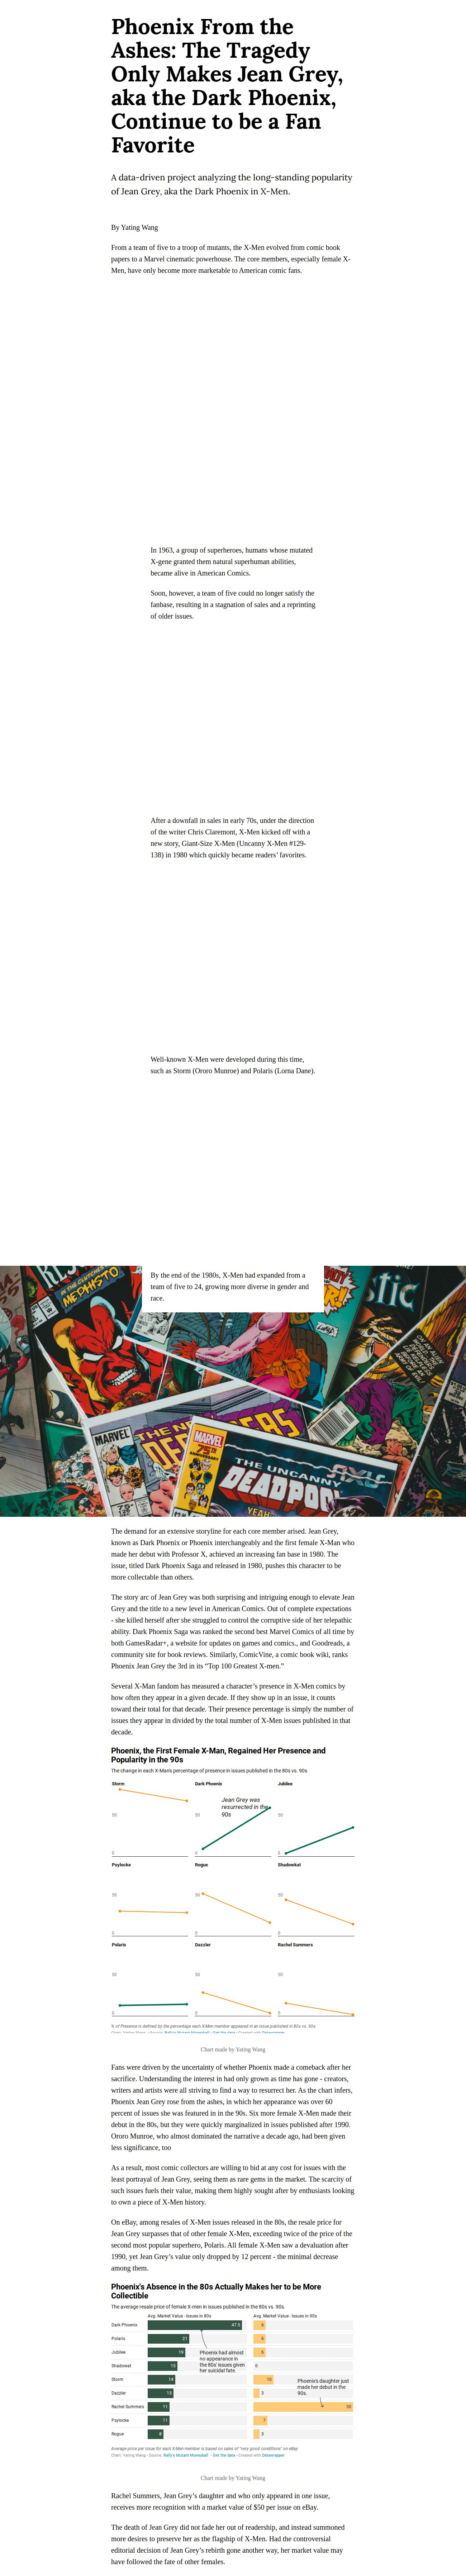 Phoenix From the
Ashes: The Tragedy
Only Makes Jean Grey,
aka the Dark Phoenix,
Continue to be a Fan
Favorite
A data-driven project analyzing the long-standing popularity
of Jean Grey, aka the Dark Phoenix in X-Men.
By Yating Wang
From a team of five to a troop of mutants, the X-Men evolved from comic book
papers to a Marvel cinematic powerhouse. The core members, especially female X-
Men, have only become more marketable to American comic fans.
In 1963, a group of superheroes, humans whose mutated
X-gene granted them natural superhuman abilities,
became alive in American Comics.
Soon, however, a team of five could no longer satisfy the
fanbase, resulting in a stagnation of sales and a reprinting
of older issues.
After a downfall in sales in early 70s, under the direction
of the writer Chris Claremont, X-Men kicked off with a
new story, Giant-Size X-Men (Uncanny X-Men #129-
138) in 1980 which quickly became readers’ favorites.
Well-known X-Men were developed during this time,
such as Storm (Ororo Munroe) and Polaris (Lorna Dane).
By the end of the 1980s, X-Men had expanded from a
team of five to 24, growing more diverse in gender and
race.
MEPHISTO
MARVEL
MARVEL
THE UNCANNY
DEADPOOL
The demand for an extensive storyline for each core member arised. Jean Grey,
known as Dark Phoenix or Phoenix interchangeably and the first female X-Man who
made her debut with Professor X, achieved an increasing fan base in 1980. The
issue, titled Dark Phoenix Saga and released in 1980, pushes this character to be
more collectable than others.
The story arc of Jean Grey was both surprising and intriguing enough to elevate Jean
Grey and the title to a new level in American Comics. Out of complete expectations
- she killed herself after she struggled to control the corruptive side of her telepathic
ability. Dark Phoenix Saga was ranked the second best Marvel Comics of all time by
both GamesRadar+, a website for updates on games and comics., and Goodreads, a
community site for book reviews. Similarly, ComicVine, a comic book wiki, ranks
Phoenix Jean Grey the 3rd in its “Top 100 Greatest X-men.”
Several X-Man fandom has measured a character’s presence in X-Men comics by
how often they appear in a given decade. If they show up in an issue, it counts
toward their total for that decade. Their presence percentage is simply the number of
issues they appear in divided by the total number of X-Men issues published in that
decade.
Phoenix, the First Female X-Man, Regained Her Presence and
Popularity in the 90s
The change in each X-Man's percentage of presence in issues published in the 80s vs. 90s
Storm
Dark Phoenix
Jubilee
Jean Grey was
resurrected in the
90s
50
50
50
0
0
0
Psylocke
Rogue
Shadowkat
50
50
50
0
0
0
Polaris
Dazzler
Rachel Summers
50
50
50
0
0
0
% of Presence is defined by the percentage each X-Men member appeared in an issue published in 80s vs. 90s.
Chart: Yating Wang • Source: Rally's Mutant Moneyball • Get the data • Created with Datawrapper
Chart made by Yating Wang
Fans were driven by the uncertainty of whether Phoenix made a comeback after her
sacrifice. Understanding the interest in had only grown as time has gone - creators,
writers and artists were all striving to find a way to resurrect her. As the chart infers,
Phoenix Jean Grey rose from the ashes, in which her appearance was over 60
percent of issues she was featured in in the 90s. Six more female X-Men made their
debut in the 80s, but they were quickly marginalized in issues published after 1990.
Ororo Munroe, who almost dominated the narrative a decade ago, had been given
less significance, too
As a result, most comic collectors are willing to bid at any cost for issues with the
least portrayal of Jean Grey, seeing them as rare gems in the market. The scarcity of
such issues fuels their value, making them highly sought after by enthusiasts looking
to own a piece of X-Men history.
On eBay, among resales of X-Men issues released in the 80s, the resale price for
Jean Grey surpasses that of other female X-Men, exceeding twice of the price of the
second most popular superhero, Polaris. All female X-Men saw a devaluation after
1990, yet Jean Grey’s value only dropped by 12 percent - the minimal decrease
among them.
Phoenix's Absence in the 80s Actually Makes her to be More
Collectible
The average resale price of female X-men in issues published in the 80s vs. 90s.
Avg. Market Value - Issues in 80s
Avg. Market Value - Issues in 90s
Dark Phoenix 47.5 6
Polaris 21 6
Jubilee 19 6
Shadowkat 15 0
Storm 14 10
Dazzler 13 3
Rachel Summers 11 50
Psylocke 11 7
Rogue 8 3
Phoenix had almost
no appearance in
the 80s' issues given
her suicidal fate.
Phoenix's daughter just
made her debut in the
90s.
Average price per issue for each X-Men member is based on sales of "very good conditions" on eBay.
Chart: Yating Wang • Source: Rally's Mutant Moneyball • Get the data • Created with Datawrapper
Chart made by Yating Wang
Rachel Summers, Jean Grey’s daughter and who only appeared in one issue,
receives more recognition with a market value of $50 per issue on eBay.
The death of Jean Grey did not fade her out of readership, and instead summoned
more desires to preserve her as the flagship of X-Men. Had the controversial
editorial decision of Jean Grey’s rebirth gone another way, her market value may
have followed the fate of other females.